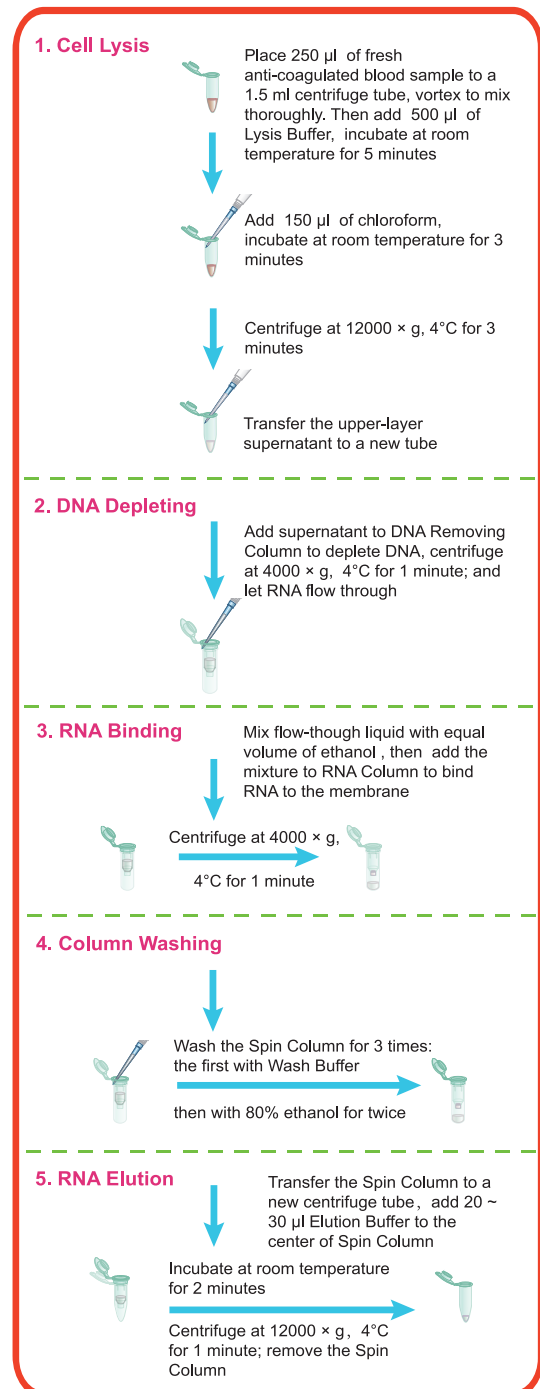 1. Cell Lysis
Place 250 µl of fresh
anti-coagulated blood sample to a
1.5 ml centrifuge tube, vortex to mix
thoroughly. Then add 500 µl of
Lysis Buffer, incubate at room
temperature for 5 minutes
Add 150 µl of chloroform,
incubate at room temperature for 3
minutes
Centrifuge at 12000 × g, 4°C for 3
minutes
Transfer the upper-layer
supernatant to a new tube
2. DNA Depleting
Add supernatant to DNA Removing
Column to deplete DNA, centrifuge
at 4000 × g, 4°C for 1 minute; and
let RNA flow through
3. RNA Binding
Mix flow-though liquid with equal
volume of ethanol , then add the
mixture to RNA Column to bind
RNA to the membrane
Centrifuge at 4000 × g,
4°C for 1 minute
4. Column Washing
Wash the Spin Column for 3 times:
the first with Wash Buffer
then with 80% ethanol for twice
5. RNA Elution
Transfer the Spin Column to a
new centrifuge tube，add 20 ~
30 µl Elution Buffer to the
center of Spin Column
Incubate at room temperature
for 2 minutes
Centrifuge at 12000 × g，4°C
for 1 minute; remove the Spin
Column